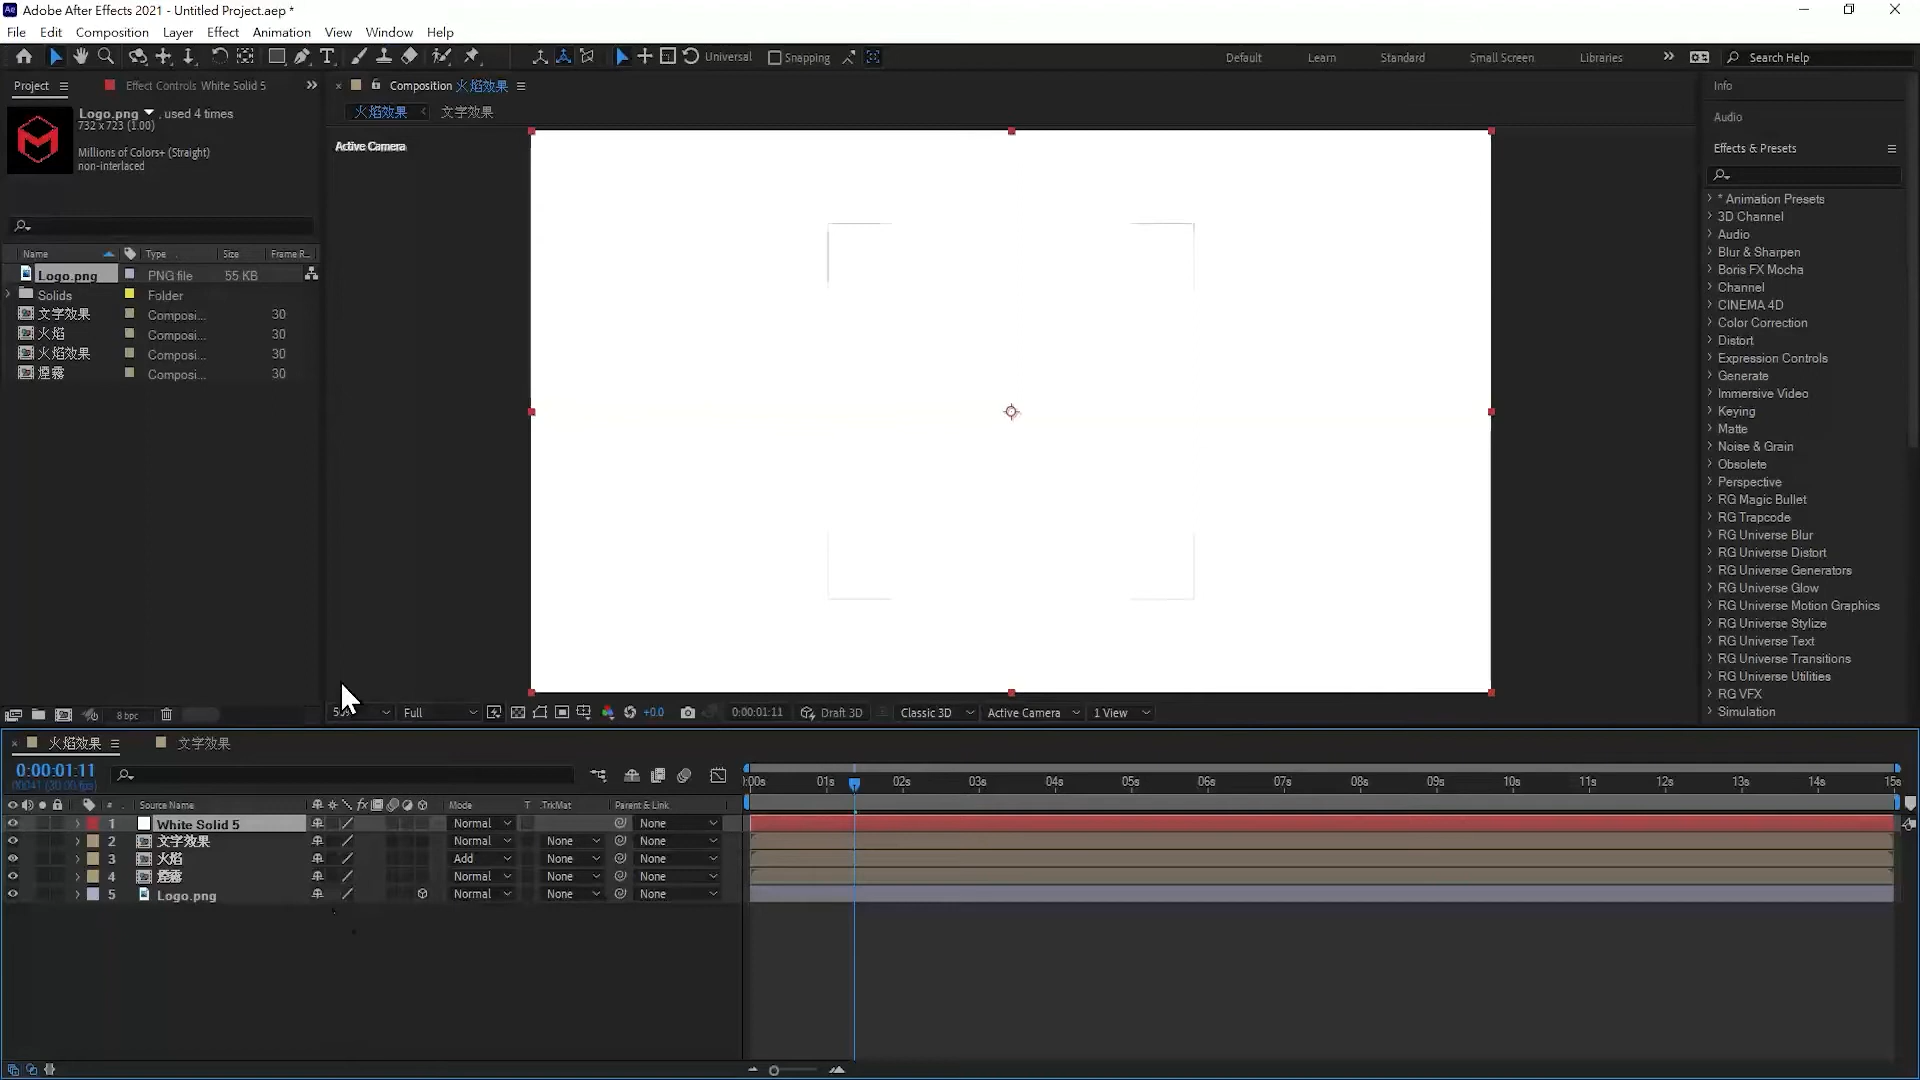 Adobe After Effects 2021 - Untitled Project.aep *
File Edit Composition Layer Effect Animation View Window Help
Universal Snapping Default Learn Standard Small Screen Libraries Search Help
Project Effect Controls White Solid 5
Composition 火焰效果
Info
Logo.png , used 4 times
732 x 723 (1.00)
火焰效果 文字效果
Audio
Millions of Colors+ (Straight)
non-interlaced
Active Camera
Effects & Presets
Name Type Size Frame R...
Logo.png PNG file 55 KB
Solids Folder
文字效果 Composi... 30
火焰 Composi... 30
火焰效果 Composi... 30
煙霧 Composi... 30
* Animation Presets
3D Channel
Audio
Blur & Sharpen
Boris FX Mocha
Channel
CINEMA 4D
Color Correction
Distort
Expression Controls
Generate
Immersive Video
Keying
Matte
Noise & Grain
Obsolete
Perspective
RG Magic Bullet
RG Trapcode
RG Universe Blur
RG Universe Distort
RG Universe Generators
RG Universe Glow
RG Universe Motion Graphics
RG Universe Stylize
RG Universe Text
RG Universe Transitions
RG Universe Utilities
RG VFX
Simulation
8 bpc Full +0.0 0:00:01:11 Draft 3D Classic 3D Active Camera 1 View
火焰效果 文字效果
0:00:01:11
00041 (30.00 fps)
:00s 01s 02s 03s 04s 05s 06s 07s 08s 09s 10s 11s 12s 13s 14s 15s
# Source Name fx Mode T .TrkMat Parent & Link
1 White Solid 5 Normal None
2 文字效果 Normal None None
3 火焰 Add None None
4 煙霧 Normal None None
5 Logo.png Normal None None